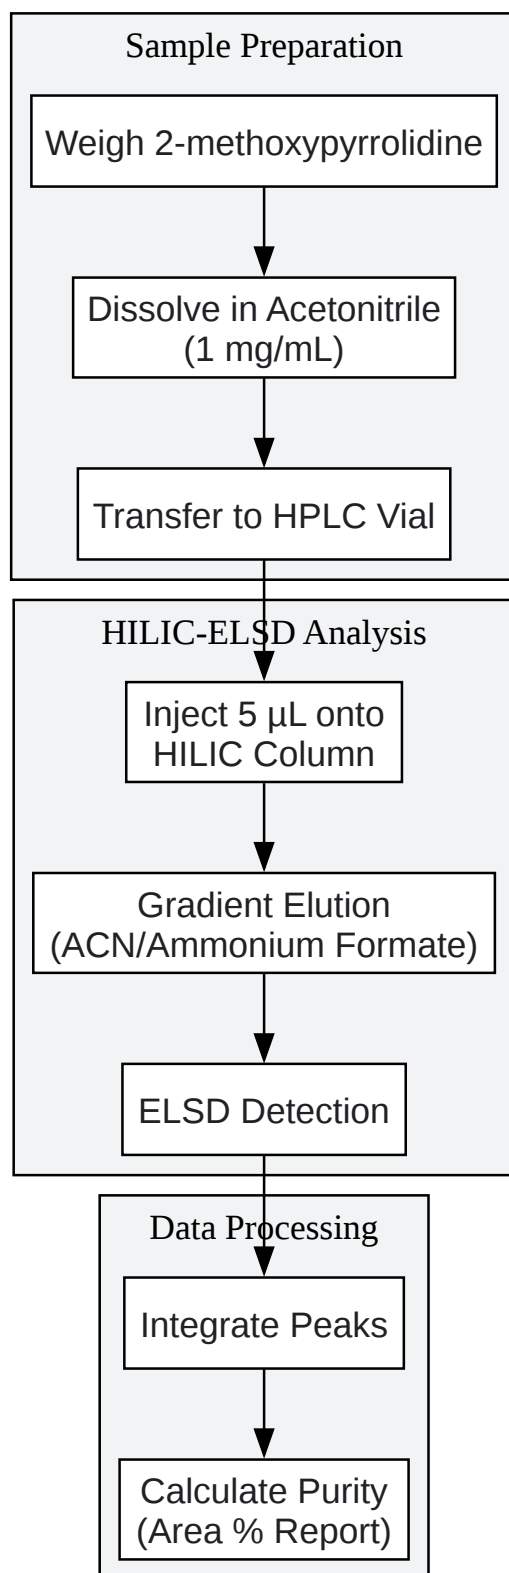 Sample Preparation
Weigh 2-methoxypyrrolidine
Dissolve in Acetonitrile
(1 mg/mL)
Transfer to HPLC Vial
HILIC-ELSD Analysis
Inject 5 µL onto
HILIC Column
Gradient Elution
(ACN/Ammonium Formate)
ELSD Detection
Data Processing
Integrate Peaks
Calculate Purity
(Area % Report)